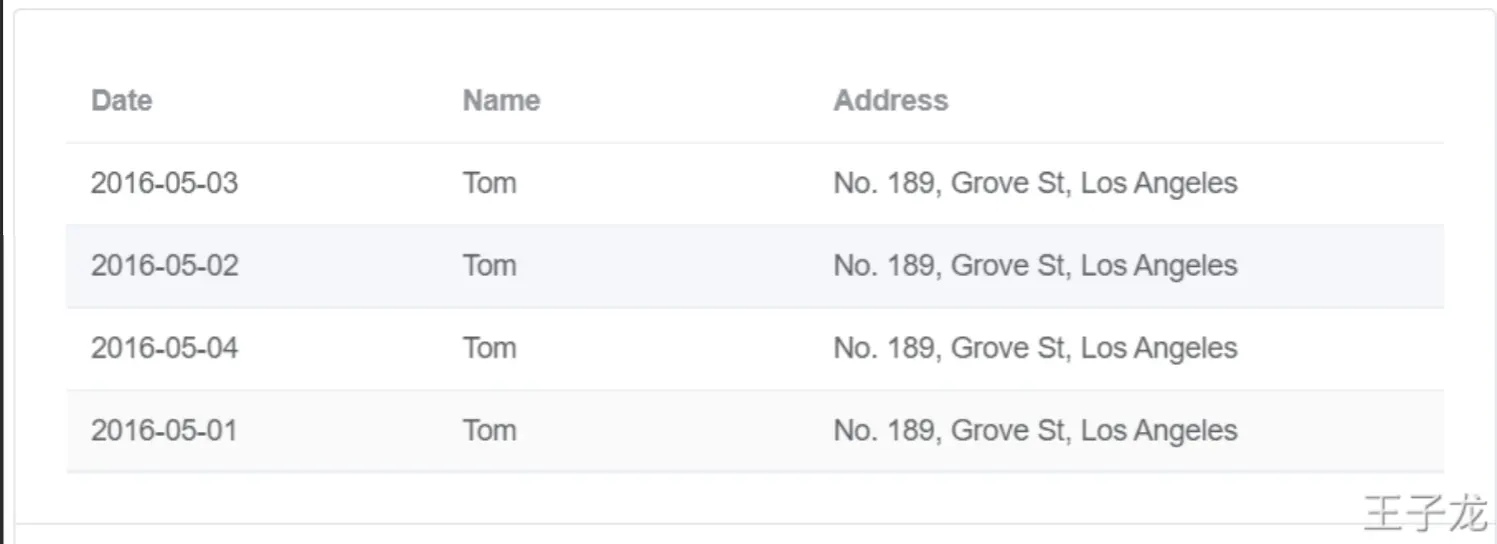 Date Name Address
2016-05-03 Tom No. 189, Grove St, Los Angeles
2016-05-02 Tom No. 189, Grove St, Los Angeles
2016-05-04 Tom No. 189, Grove St, Los Angeles
2016-05-01 Tom No. 189, Grove St, Los Angeles
王子龙